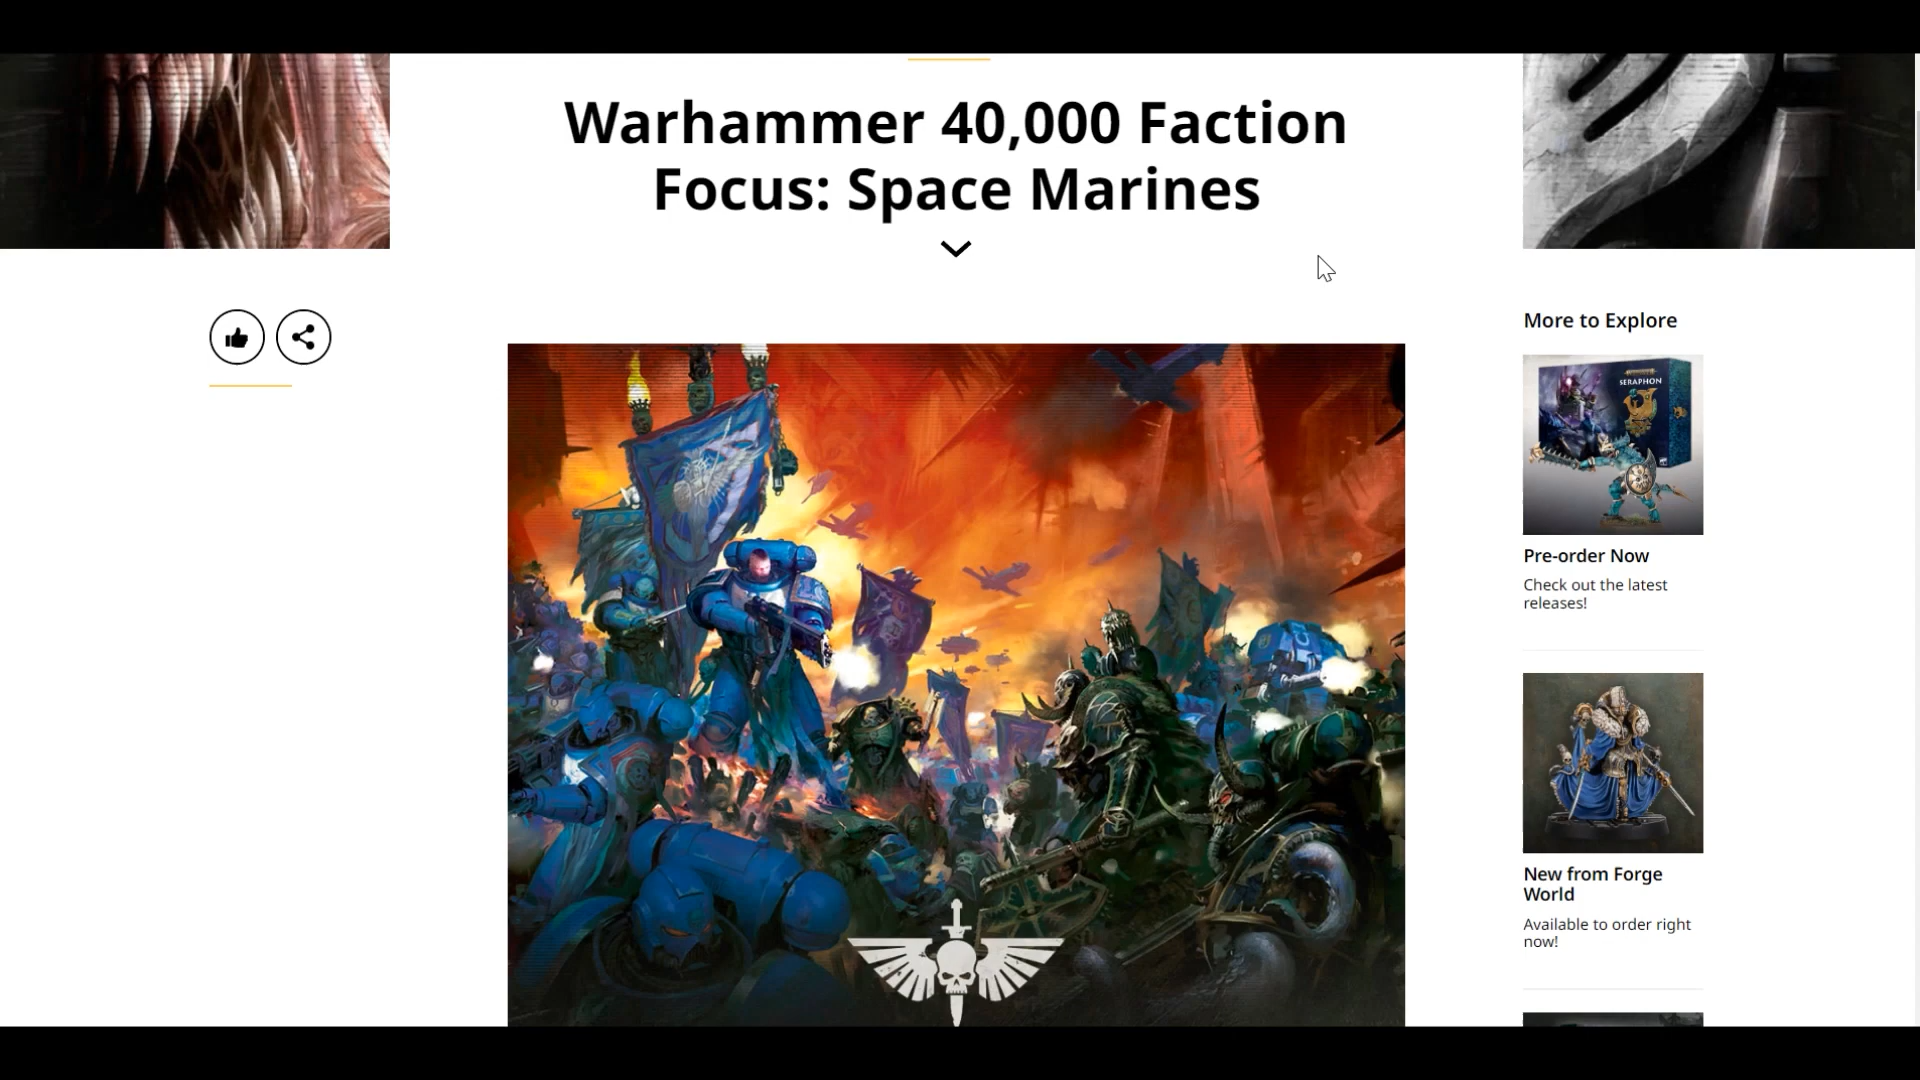 Warhammer 40,000 Faction
Focus: Space Marines
More to Explore
SERAPHON
Pre-order Now
Check out the latest
releases!
New from Forge
World
Available to order right
now!